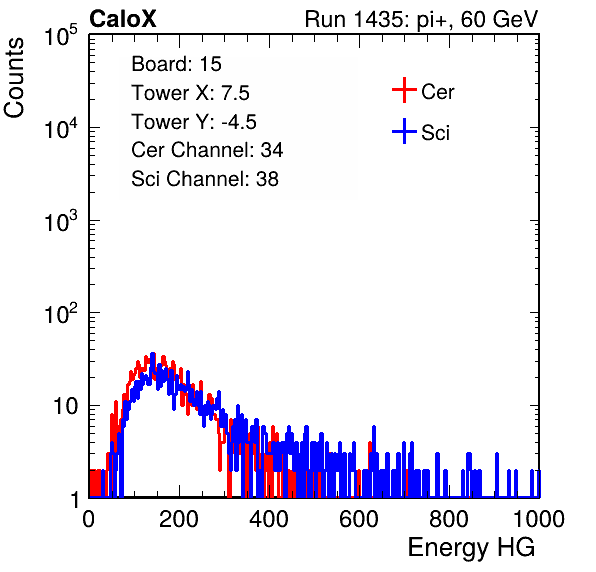 CaloX Run 1435: pi+, 60 GeV
Counts
10^5
10^4
10^3
10^2
10
1
Board: 15
Tower X: 7.5
Tower Y: -4.5
Cer Channel: 34
Sci Channel: 38
Cer
Sci
0 200 400 600 800 1000
Energy HG